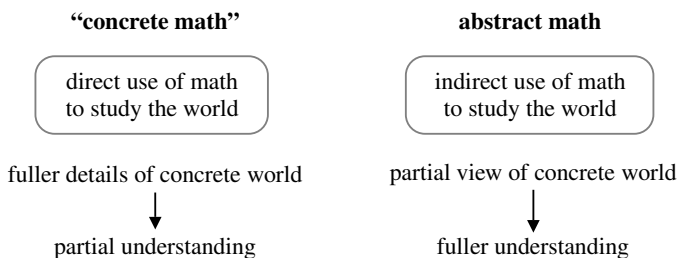 “concrete math”
direct use of math
to study the world
fuller details of concrete world
partial understanding
abstract math
indirect use of math
to study the world
partial view of concrete world
fuller understanding